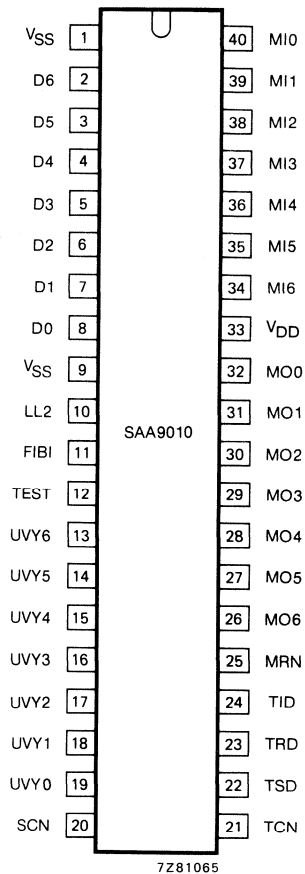 VSS 1 40 MI0
D6 2 39 MI1
D5 3 38 MI2
D4 4 37 MI3
D3 5 36 MI4
D2 6 35 MI5
D1 7 34 MI6
D0 8 33 VDD
VSS 9 32 MO0
LL2 10 31 MO1
SAA9010
FIBI 11 30 MO2
TEST 12 29 MO3
UVY6 13 28 MO4
UVY5 14 27 MO5
UVY4 15 26 MO6
UVY3 16 25 MRN
UVY2 17 24 TID
UVY1 18 23 TRD
UVY0 19 22 TSD
SCN 20 21 TCN
7Z81065